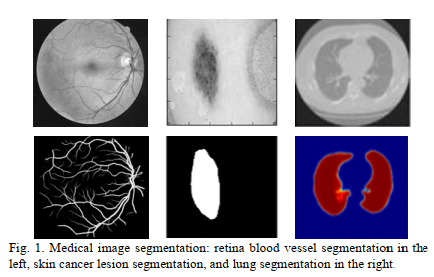 Fig. 1. Medical image segmentation: retina blood vessel segmentation in the
left, skin cancer lesion segmentation, and lung segmentation in the right.